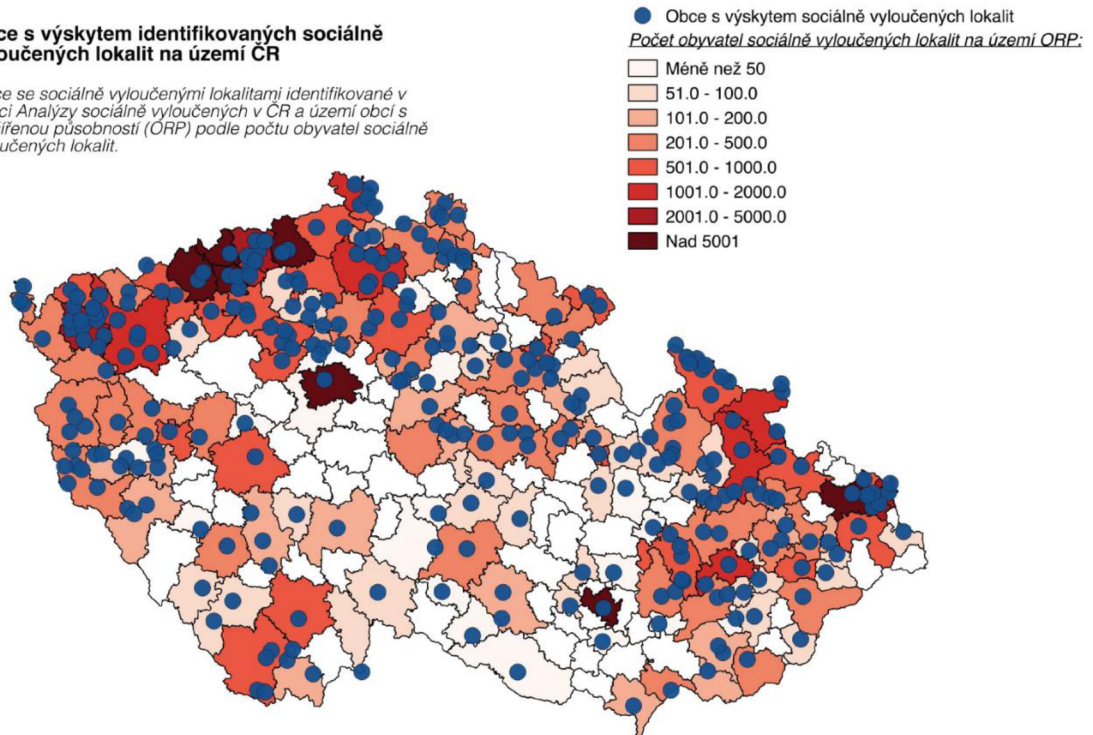 ce s výskytem identifikovaných sociálně
loučených lokalit na území ČR
ce se sociálně vyloučenými lokalitami identifikované v
ci Analýzy sociálně vyloučených v ČR a území obcí s
ířenou působností (ORP) podle počtu obyvatel sociálně
učených lokalit.
Obce s výskytem sociálně vyloučených lokalit
Počet obyvatel sociálně vyloučených lokalit na území ORP:
Méně než 50
51.0 - 100.0
101.0 - 200.0
201.0 - 500.0
501.0 - 1000.0
1001.0 - 2000.0
2001.0 - 5000.0
Nad 5001